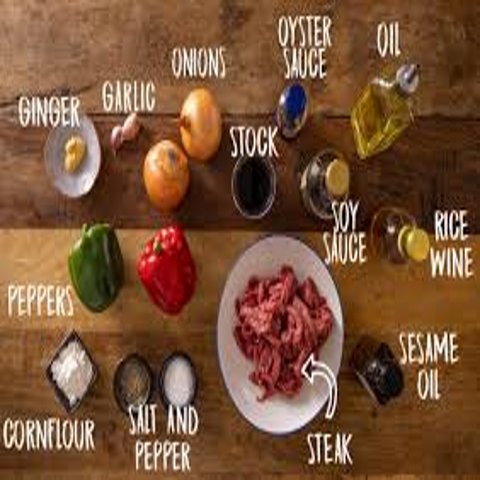 OYSTER
SAUCE
OIL
ONIONS
GINGER
GARLIC
STOCK
SOY
SAUCE
RICE
WINE
PEPPERS
SESAME
OIL
CORNFLOUR
SALT AND
PEPPER
STEAK